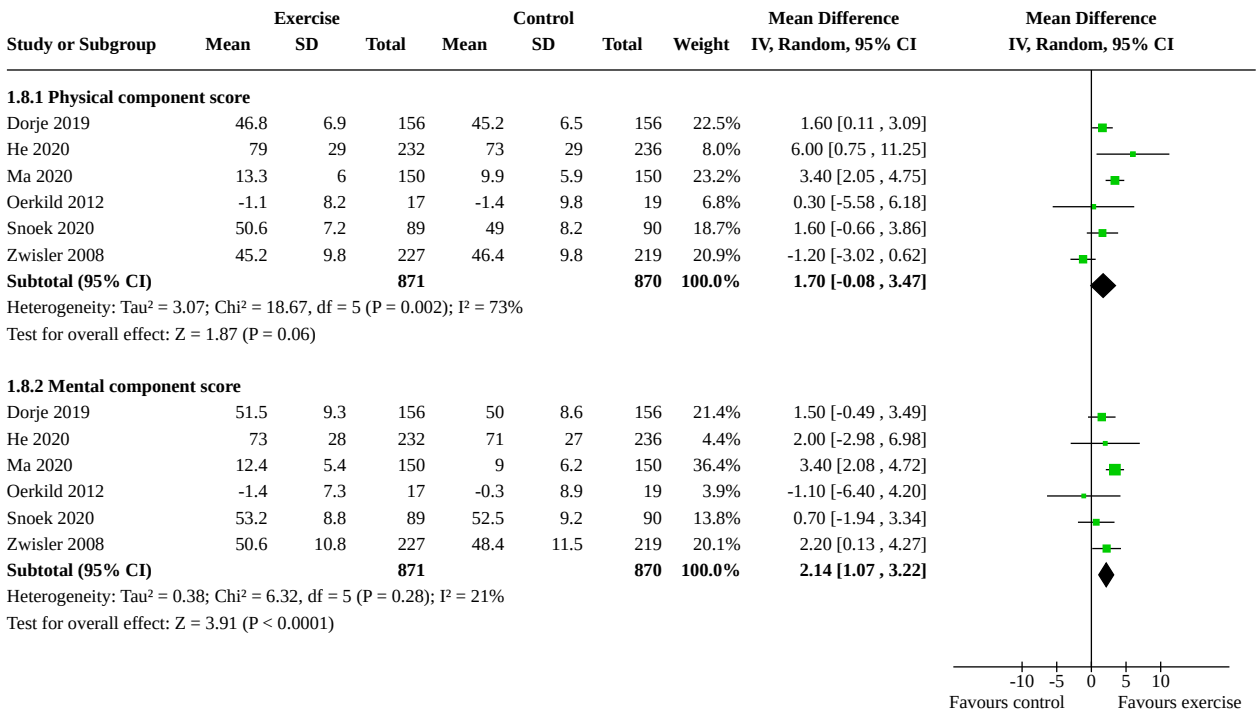 Exercise Control Mean Difference Mean Difference
Study or Subgroup Mean SD Total Mean SD Total Weight IV, Random, 95% CI IV, Random, 95% CI
1.8.1 Physical component score
Dorje 2019 46.8 6.9 156 45.2 6.5 156 22.5% 1.60 [0.11 , 3.09]
He 2020 79 29 232 73 29 236 8.0% 6.00 [0.75 , 11.25]
Ma 2020 13.3 6 150 9.9 5.9 150 23.2% 3.40 [2.05 , 4.75]
Oerkild 2012 -1.1 8.2 17 -1.4 9.8 19 6.8% 0.30 [-5.58 , 6.18]
Snoek 2020 50.6 7.2 89 49 8.2 90 18.7% 1.60 [-0.66 , 3.86]
Zwisler 2008 45.2 9.8 227 46.4 9.8 219 20.9% -1.20 [-3.02 , 0.62]
Subtotal (95% CI) 871 870 100.0% 1.70 [-0.08 , 3.47]
Heterogeneity: Tau² = 3.07; Chi² = 18.67, df = 5 (P = 0.002); I² = 73%
Test for overall effect: Z = 1.87 (P = 0.06)
1.8.2 Mental component score
Dorje 2019 51.5 9.3 156 50 8.6 156 21.4% 1.50 [-0.49 , 3.49]
He 2020 73 28 232 71 27 236 4.4% 2.00 [-2.98 , 6.98]
Ma 2020 12.4 5.4 150 9 6.2 150 36.4% 3.40 [2.08 , 4.72]
Oerkild 2012 -1.4 7.3 17 -0.3 8.9 19 3.9% -1.10 [-6.40 , 4.20]
Snoek 2020 53.2 8.8 89 52.5 9.2 90 13.8% 0.70 [-1.94 , 3.34]
Zwisler 2008 50.6 10.8 227 48.4 11.5 219 20.1% 2.20 [0.13 , 4.27]
Subtotal (95% CI) 871 870 100.0% 2.14 [1.07 , 3.22]
Heterogeneity: Tau² = 0.38; Chi² = 6.32, df = 5 (P = 0.28); I² = 21%
Test for overall effect: Z = 3.91 (P < 0.0001)
-10 -5 0 5 10
Favours control Favours exercise